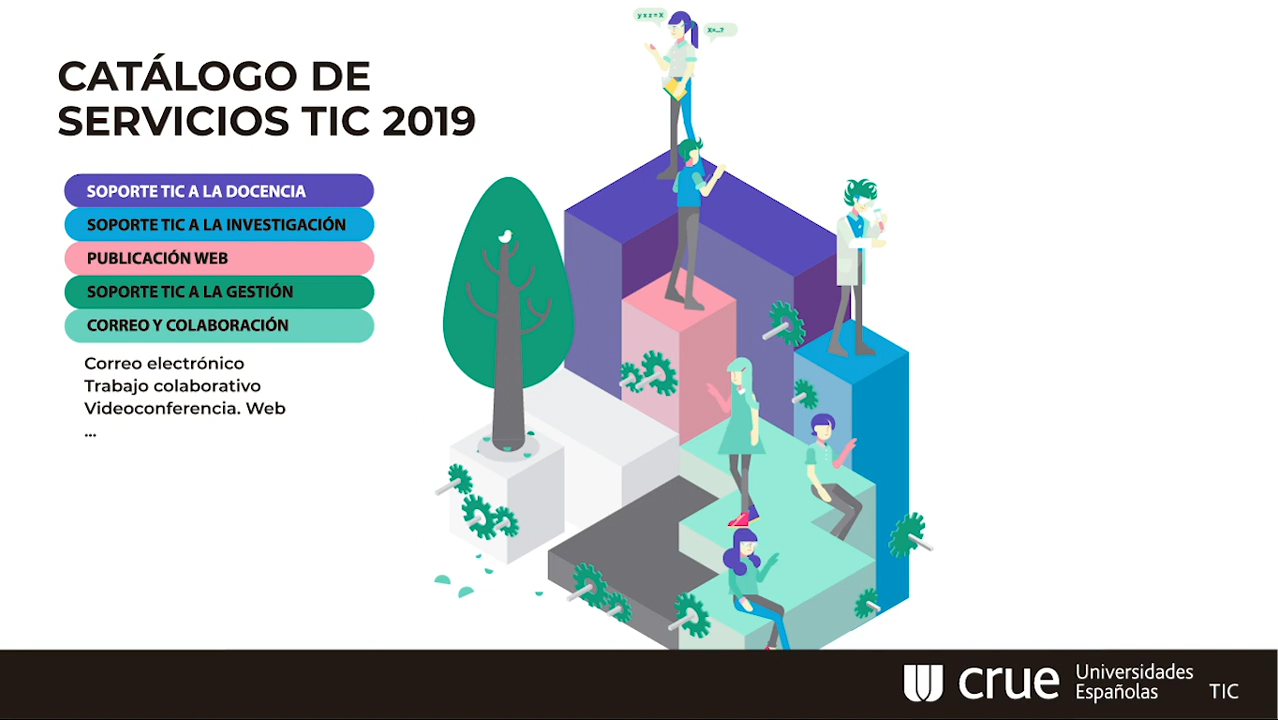 CATÁLOGO DE
SERVICIOS TIC 2019
SOPORTE TIC A LA DOCENCIA
SOPORTE TIC A LA INVESTIGACIÓN
PUBLICACIÓN WEB
SOPORTE TIC A LA GESTIÓN
CORREO Y COLABORACIÓN
Correo electrónico
Trabajo colaborativo
Videoconferencia. Web
...
y x z = X
X=...?
crue
Universidades
Españolas
TIC